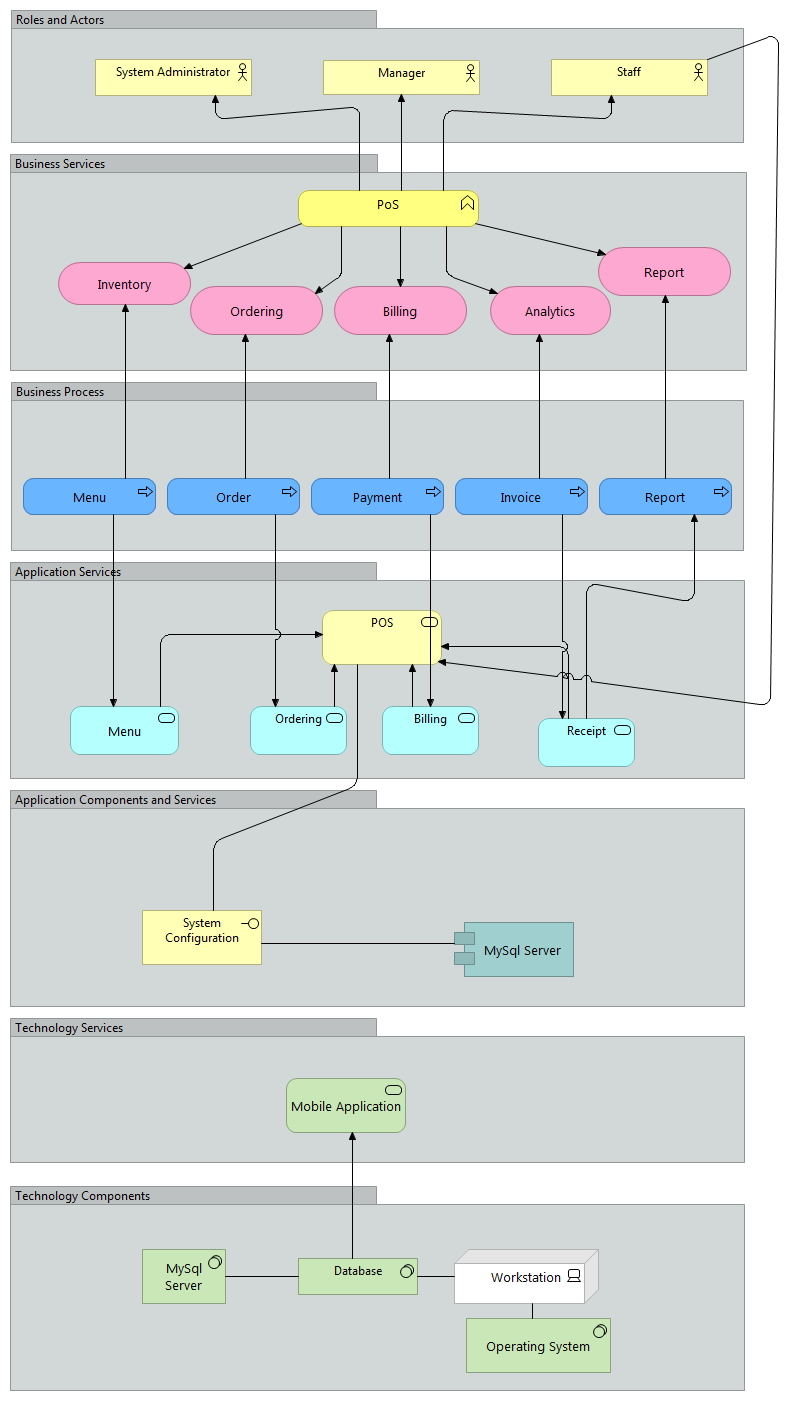 Roles and Actors
System Administrator
Manager
Staff
Business Services
PoS
Inventory
Ordering
Billing
Analytics
Report
Business Process
Menu
Order
Payment
Invoice
Report
Application Services
POS
Menu
Ordering
Billing
Receipt
Application Components and Services
System
Configuration
MySql Server
Technology Services
Mobile Application
Technology Components
MySql
Server
Database
Workstation
Operating System